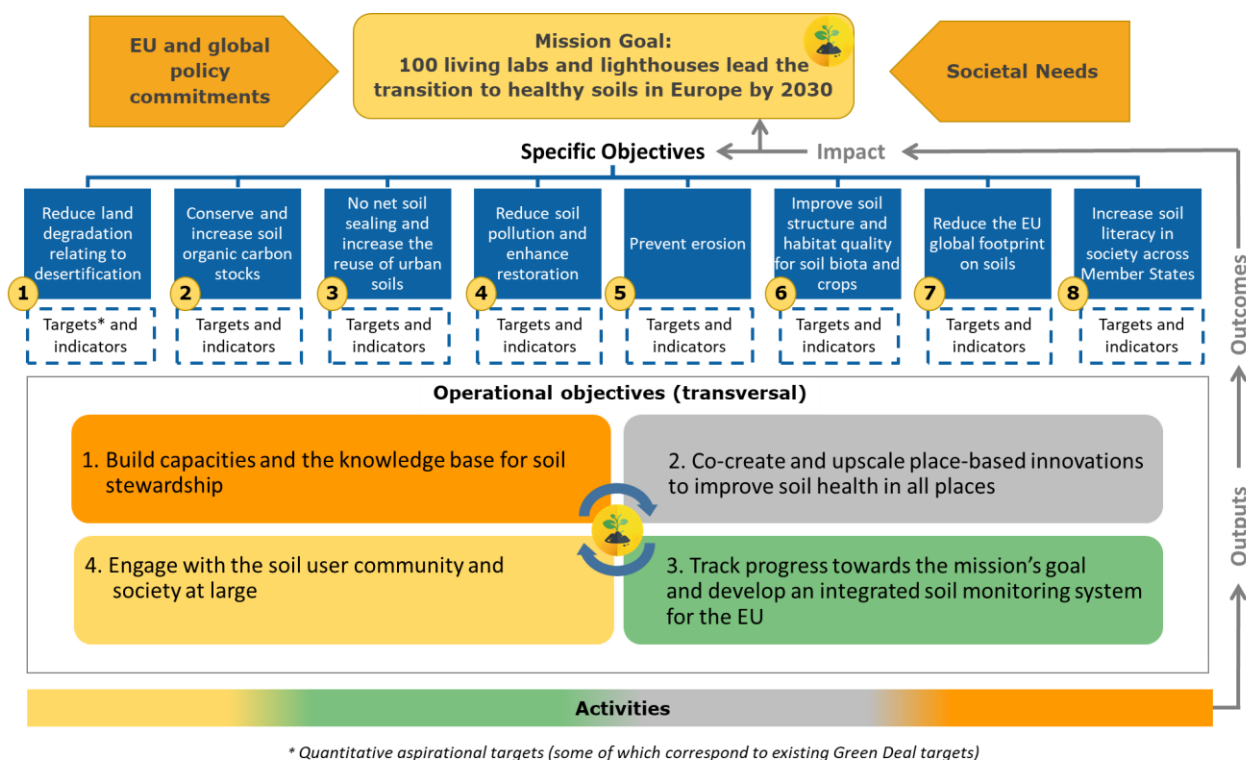 EU and global
policy
commitments
Mission Goal:
100 living labs and lighthouses lead the
transition to healthy soils in Europe by 2030
Societal Needs
Specific Objectives
Impact
Reduce land
degradation
relating to
desertification
1
Targets* and
indicators
Conserve and
increase soil
organic carbon
stocks
2
Targets and
indicators
No net soil
sealing and
increase the
reuse of urban
soils
3
Targets and
indicators
Reduce soil
pollution and
enhance
restoration
4
Targets and
indicators
Prevent erosion
5
Targets and
indicators
Improve soil
structure and
habitat quality
for soil biota and
crops
6
Targets and
indicators
Reduce the EU
global footprint
on soils
7
Targets and
indicators
Increase soil
literacy in
society across
Member States
8
Targets and
indicators
Outcomes
Operational objectives (transversal)
1. Build capacities and the knowledge base for soil
stewardship
2. Co-create and upscale place-based innovations
to improve soil health in all places
4. Engage with the soil user community and
society at large
3. Track progress towards the mission's goal
and develop an integrated soil monitoring system
for the EU
Outputs
Activities
* Quantitative aspirational targets (some of which correspond to existing Green Deal targets)